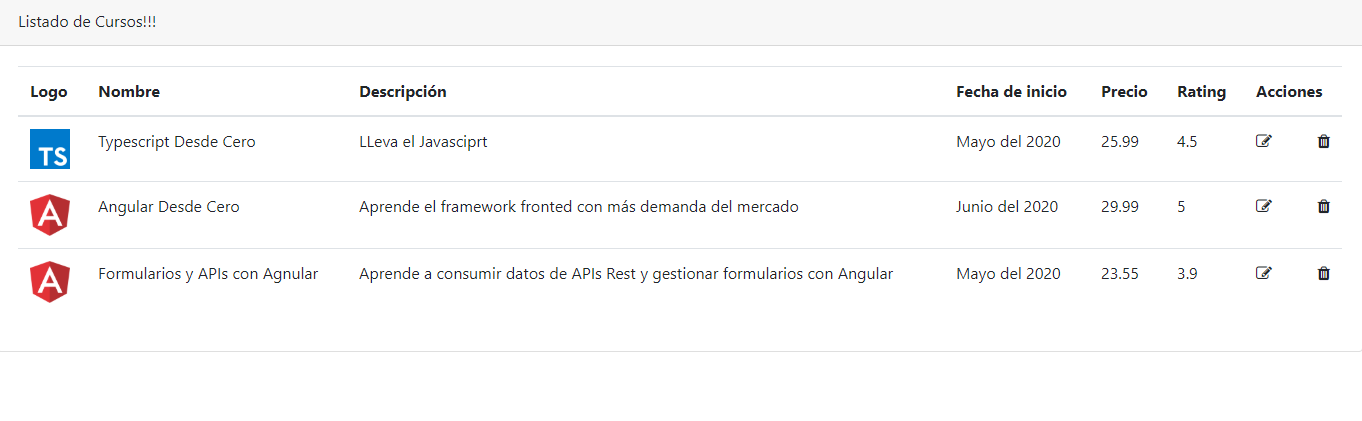 Listado de Cursos!!!
Logo Nombre Descripción Fecha de inicio Precio Rating Acciones
TS Typescript Desde Cero LLeva el Javasciprt Mayo del 2020 25.99 4.5
A Angular Desde Cero Aprende el framework fronted con más demanda del mercado Junio del 2020 29.99 5
A Formularios y APIs con Agnular Aprende a consumir datos de APIs Rest y gestionar formularios con Angular Mayo del 2020 23.55 3.9